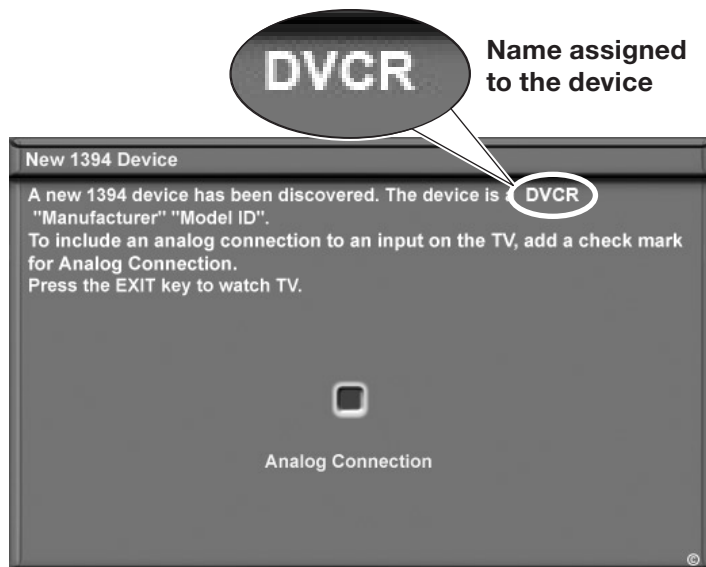 DVCR
Name assigned
to the device
New 1394 Device
A new 1394 device has been discovered. The device is DVCR
"Manufacturer" "Model ID".
To include an analog connection to an input on the TV, add a check mark
for Analog Connection.
Press the EXIT key to watch TV.
Analog Connection
©